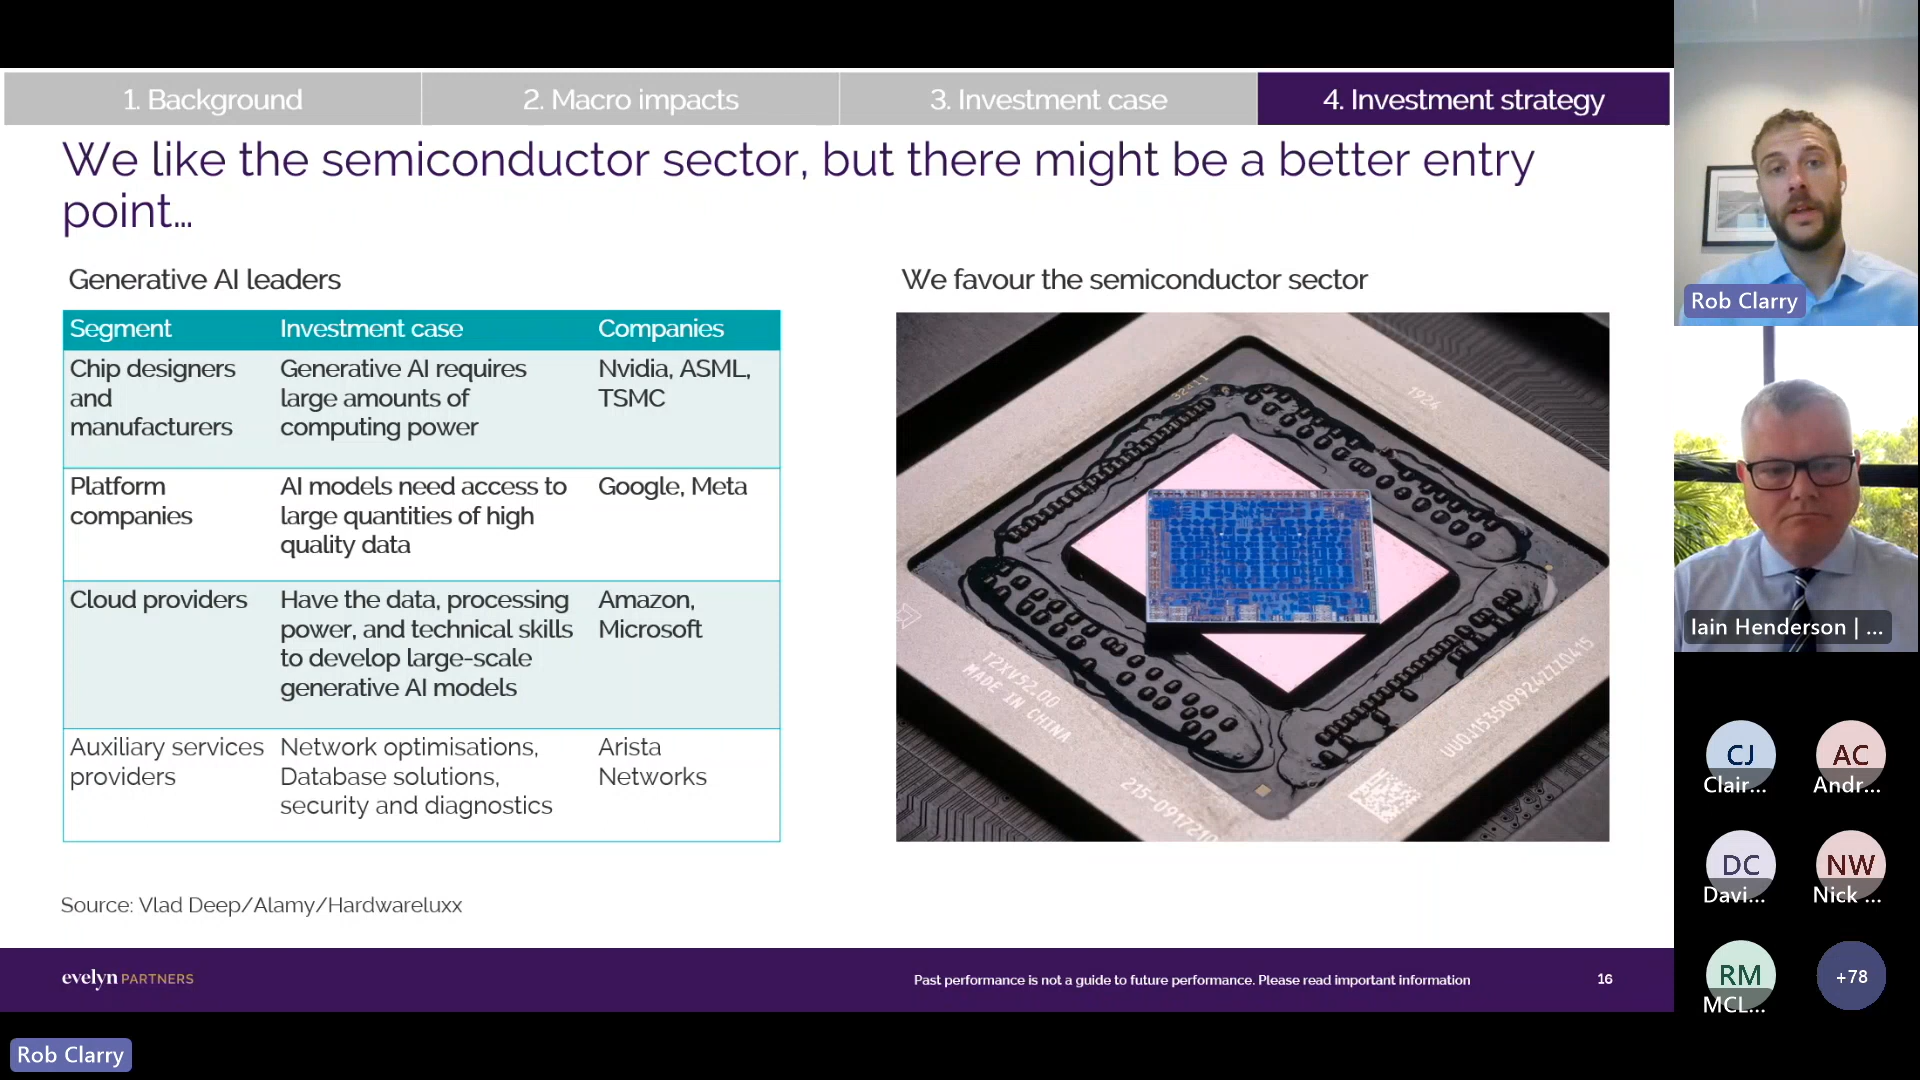 1. Background
2. Macro impacts
3. Investment case
4. Investment strategy
We like the semiconductor sector, but there might be a better entry
point...
Generative AI leaders
Segment
Investment case
Companies
Chip designers
and
manufacturers
Generative AI requires
large amounts of
computing power
Nvidia, ASML,
TSMC
Platform
companies
AI models need access to
large quantities of high
quality data
Google, Meta
Cloud providers
Have the data, processing
power, and technical skills
to develop large-scale
generative AI models
Amazon,
Microsoft
Auxiliary services
providers
Network optimisations,
Database solutions,
security and diagnostics
Arista
Networks
We favour the semiconductor sector
1924
MADE IN CHINA
Source: Vlad Deep/Alamy/Hardwareluxx
evelyn PARTNERS
Past performance is not a guide to future performance. Please read important information
16
Rob Clarry
Iain Henderson | ...
CJ
Clair...
AC
Andr...
DC
Davi...
NW
Nick ...
RM
MCL...
+78
Rob Clarry